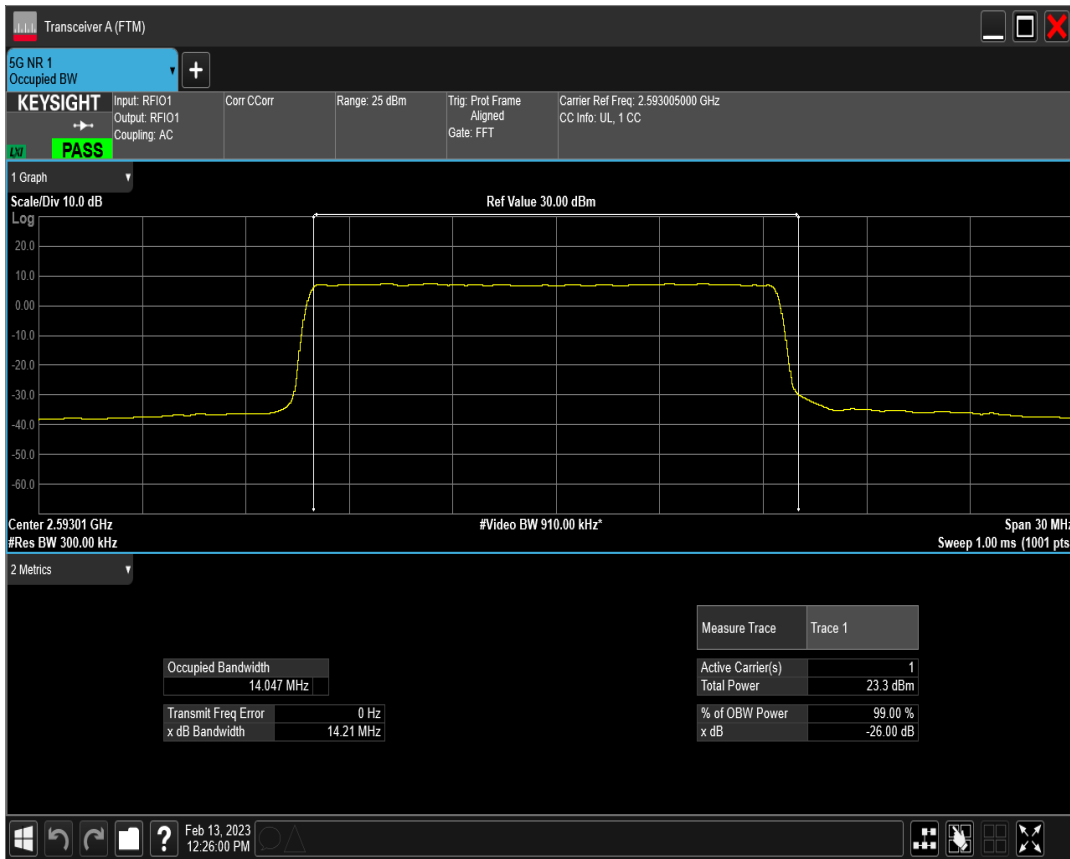 Transceiver A (FTM)
5G NR 1
Occupied BW
+
KEYSIGHT
LXI
PASS
Input: RFIO1
Output: RFIO1
Coupling: AC
Corr CCorr
Range: 25 dBm
Trig: Prot Frame
Aligned
Gate: FFT
Carrier Ref Freq: 2.593005000 GHz
CC Info: UL, 1 CC
1 Graph
Scale/Div 10.0 dB
Ref Value 30.00 dBm
Log
20.0
10.0
0.00
-10.0
-20.0
-30.0
-40.0
-50.0
-60.0
Center 2.59301 GHz
#Video BW 910.00 kHz*
Span 30 MHz
#Res BW 300.00 kHz
Sweep 1.00 ms (1001 pts
2 Metrics
Measure Trace Trace 1
Occupied Bandwidth
14.047 MHz
Active Carrier(s) 1
Total Power 23.3 dBm
Transmit Freq Error 0 Hz
x dB Bandwidth 14.21 MHz
% of OBW Power 99.00 %
x dB -26.00 dB
?
Feb 13, 2023
12:26:00 PM